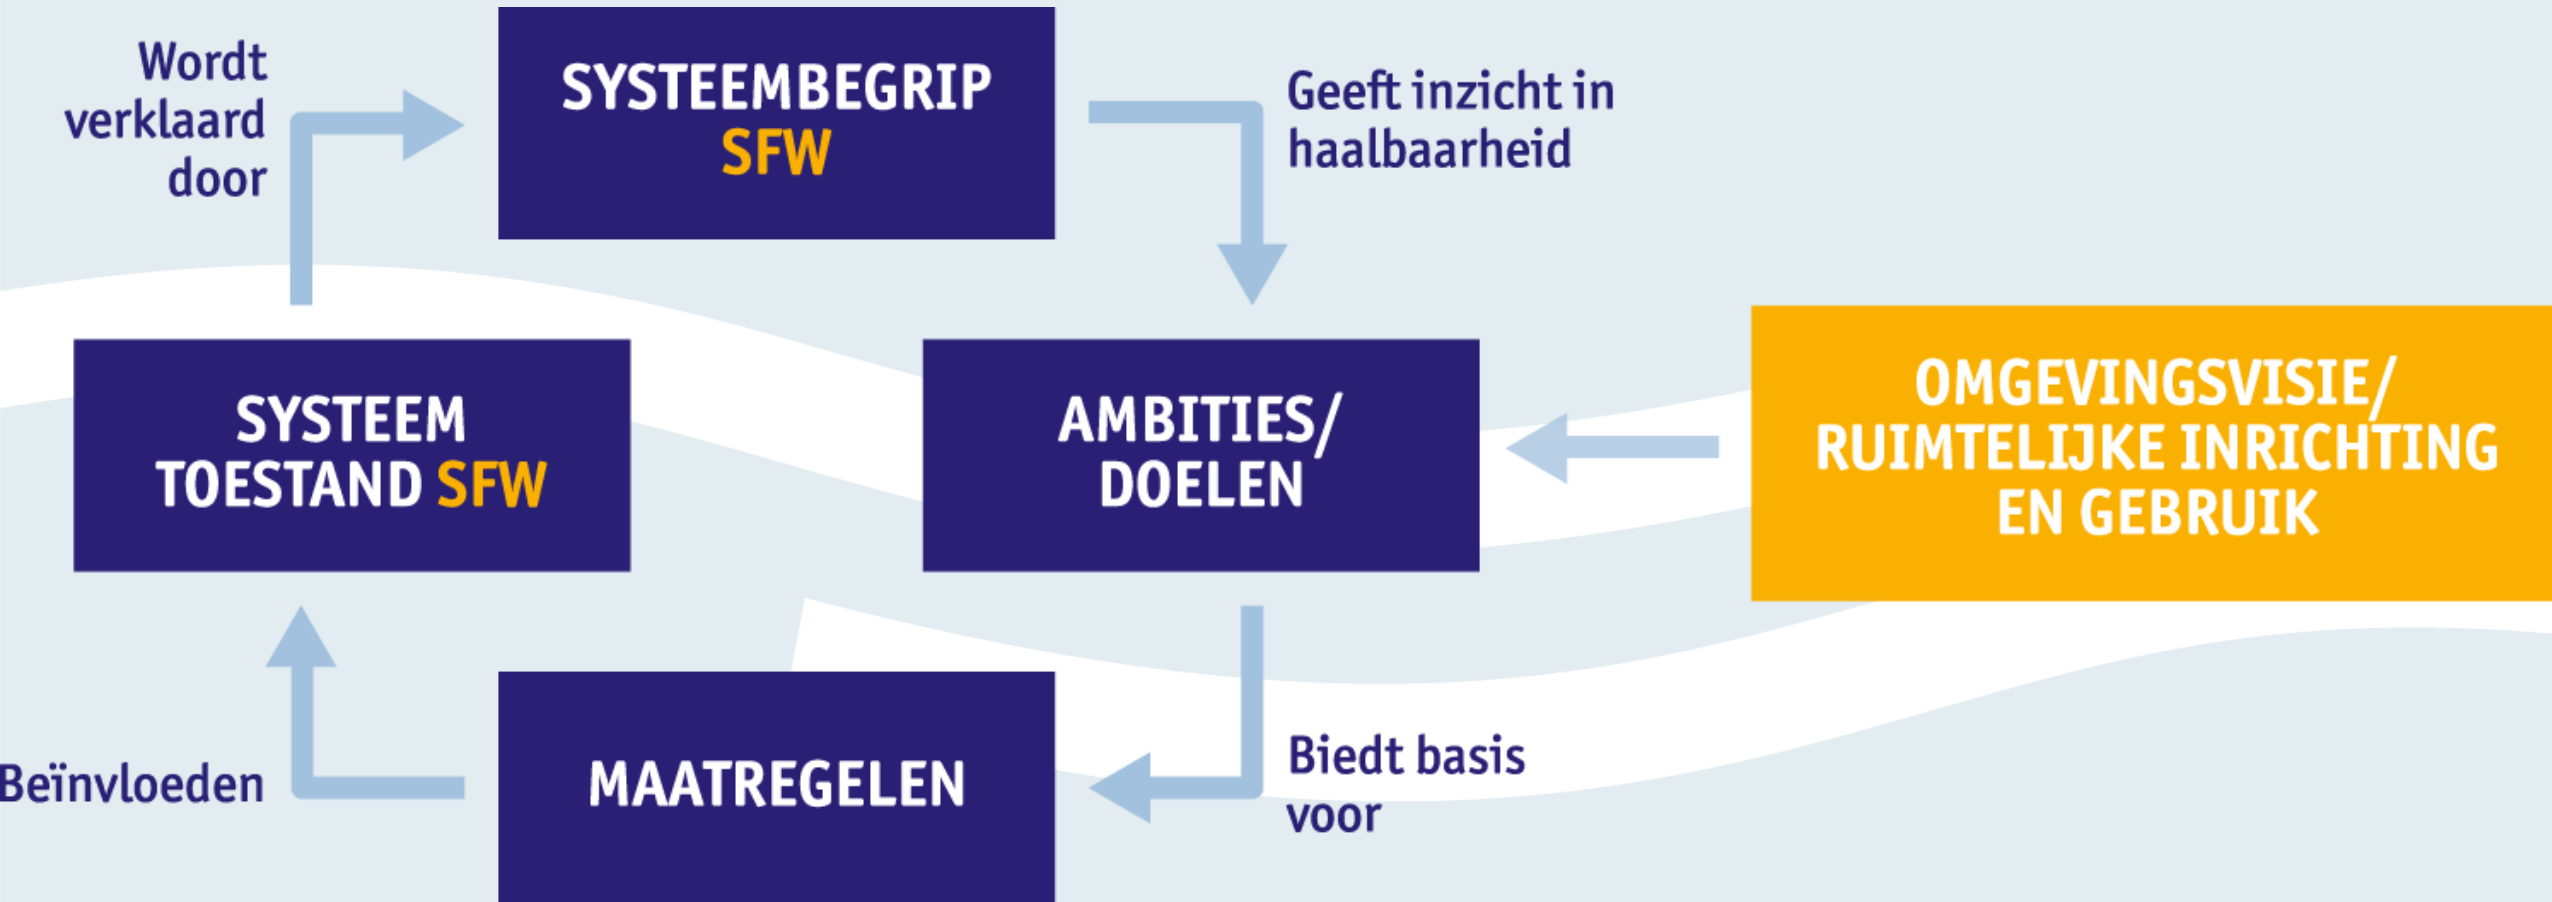 Wordt
verklaard
door
SYSTEEMBEGRIP
SFW
Geeft inzicht in
haalbaarheid
SYSTEEM
TOESTAND SFW
AMBITIES/
DOELEN
OMGEVINGSVISIE/
RUIMTELIJKE INRICHTING
EN GEBRUIK
Beïnvloeden
MAATREGELEN
Biedt basis
voor